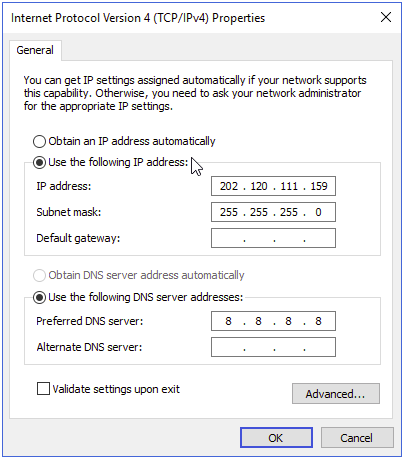 Internet Protocol Version 4 (TCP/IPv4) Properties
General
You can get IP settings assigned automatically if your network supports
this capability. Otherwise, you need to ask your network administrator
for the appropriate IP settings.
Obtain an IP address automatically
Use the following IP address:
IP address: 202 . 120 . 111 . 159
Subnet mask: 255 . 255 . 255 . 0
Default gateway: . . .
Obtain DNS server address automatically
Use the following DNS server addresses:
Preferred DNS server: 8 . 8 . 8 . 8
Alternate DNS server: . . .
Validate settings upon exit
Advanced...
OK Cancel